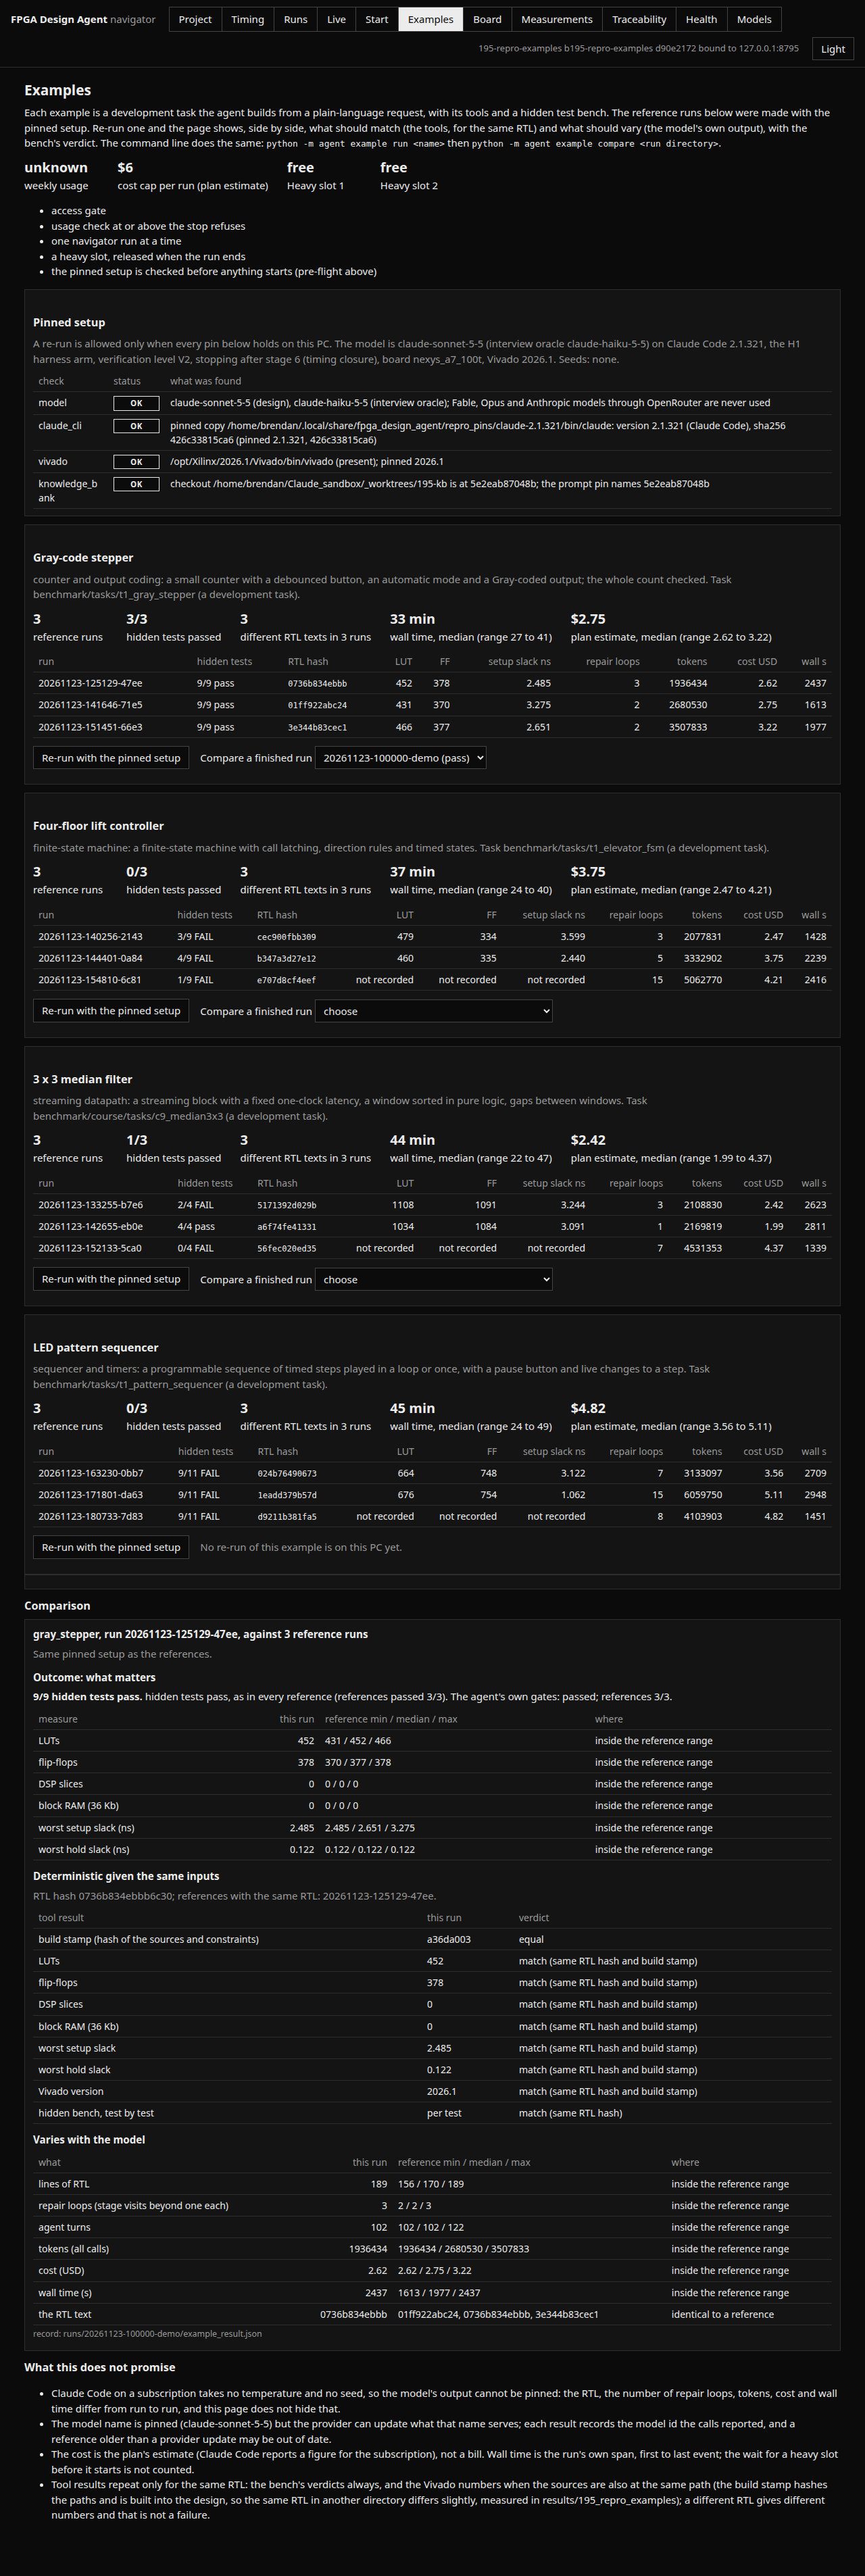 FPGA Design Agent navigator Project Timing Runs Live Start Examples Board Measurements Traceability Health Models
195-repro-examples b195-repro-examples d90e2172 bound to 127.0.0.1:8795 Light
Examples
Each example is a development task the agent builds from a plain-language request, with its tools and a hidden test bench. The reference runs below were made with the
pinned setup. Re-run one and the page shows, side by side, what should match (the tools, for the same RTL) and what should vary (the model's own output), with the
bench's verdict. The command line does the same: python -m agent example run <name> then python -m agent example compare <run directory>.
unknown $6 free free
weekly usage cost cap per run (plan estimate) Heavy slot 1 Heavy slot 2
• access gate
• usage check at or above the stop refuses
• one navigator run at a time
• a heavy slot, released when the run ends
• the pinned setup is checked before anything starts (pre-flight above)
Pinned setup
A re-run is allowed only when every pin below holds on this PC. The model is claude-sonnet-5-5 (interview oracle claude-haiku-5-5) on Claude Code 2.1.321, the H1
harness arm, verification level V2, stopping after stage 6 (timing closure), board nexys_a7_100t, Vivado 2026.1. Seeds: none.
check status what was found
model OK claude-sonnet-5-5 (design), claude-haiku-5-5 (interview oracle); Fable, Opus and Anthropic models through OpenRouter are never used
claude_cli OK pinned copy /home/brendan/.local/share/fpga_design_agent/repro_pins/claude-2.1.321/bin/claude: version 2.1.321 (Claude Code), sha256
426c33815ca6 (pinned 2.1.321, 426c33815ca6)
vivado OK /opt/Xilinx/2026.1/Vivado/bin/vivado (present); pinned 2026.1
knowledge_b OK checkout /home/brendan/Claude_sandbox/_worktrees/195-kb is at 5e2eab87048b; the prompt pin names 5e2eab87048b
ank
Gray-code stepper
counter and output coding: a small counter with a debounced button, an automatic mode and a Gray-coded output; the whole count checked. Task
benchmark/tasks/t1_gray_stepper (a development task).
3 3/3 3 33 min $2.75
reference runs hidden tests passed different RTL texts in 3 runs wall time, median (range 27 to 41) plan estimate, median (range 2.62 to 3.22)
run hidden tests RTL hash LUT FF setup slack ns repair loops tokens cost USD wall s
20261123-125129-47ee 9/9 pass 0736b834ebbb 452 378 2.485 3 1936434 2.62 2437
20261123-141646-71e5 9/9 pass 01ff922abc24 431 370 3.275 2 2680530 2.75 1613
20261123-151451-66e3 9/9 pass 3e344b83cec1 466 377 2.651 2 3507833 3.22 1977
Re-run with the pinned setup Compare a finished run 20261123-100000-demo (pass)
Four-floor lift controller
finite-state machine: a finite-state machine with call latching, direction rules and timed states. Task benchmark/tasks/t1_elevator_fsm (a development task).
3 0/3 3 37 min $3.75
reference runs hidden tests passed different RTL texts in 3 runs wall time, median (range 24 to 40) plan estimate, median (range 2.47 to 4.21)
run hidden tests RTL hash LUT FF setup slack ns repair loops tokens cost USD wall s
20261123-140256-2143 3/9 FAIL cec900fbb309 479 334 3.599 3 2077831 2.47 1428
20261123-144401-0a84 4/9 FAIL b347a3d27e12 460 335 2.440 5 3332902 3.75 2239
20261123-154810-6c81 1/9 FAIL e707d8cf4eef not recorded not recorded not recorded 15 5062770 4.21 2416
Re-run with the pinned setup Compare a finished run choose
3 x 3 median filter
streaming datapath: a streaming block with a fixed one-clock latency, a window sorted in pure logic, gaps between windows. Task
benchmark/course/tasks/c9_median3x3 (a development task).
3 1/3 3 44 min $2.42
reference runs hidden tests passed different RTL texts in 3 runs wall time, median (range 22 to 47) plan estimate, median (range 1.99 to 4.37)
run hidden tests RTL hash LUT FF setup slack ns repair loops tokens cost USD wall s
20261123-133255-b7e6 2/4 FAIL 5171392d029b 1108 1091 3.244 3 2108830 2.42 2623
20261123-142655-eb0e 4/4 pass a6f74fe41331 1034 1084 3.091 1 2169819 1.99 2811
20261123-152133-5ca0 0/4 FAIL 56fec020ed35 not recorded not recorded not recorded 7 4531353 4.37 1339
Re-run with the pinned setup Compare a finished run choose
LED pattern sequencer
sequencer and timers: a programmable sequence of timed steps played in a loop or once, with a pause button and live changes to a step. Task
benchmark/tasks/t1_pattern_sequencer (a development task).
3 0/3 3 45 min $4.82
reference runs hidden tests passed different RTL texts in 3 runs wall time, median (range 24 to 49) plan estimate, median (range 3.56 to 5.11)
run hidden tests RTL hash LUT FF setup slack ns repair loops tokens cost USD wall s
20261123-163230-0bb7 9/11 FAIL 024b76490673 664 748 3.122 7 3133097 3.56 2709
20261123-171801-da63 9/11 FAIL 1eadd379b57d 676 754 1.062 15 6059750 5.11 2948
20261123-180733-7d83 9/11 FAIL d9211b381fa5 not recorded not recorded not recorded 8 4103903 4.82 1451
Re-run with the pinned setup No re-run of this example is on this PC yet.
Comparison
gray_stepper, run 20261123-125129-47ee, against 3 reference runs
Same pinned setup as the references.
Outcome: what matters
9/9 hidden tests pass. hidden tests pass, as in every reference (references passed 3/3). The agent's own gates: passed; references 3/3.
measure this run reference min / median / max where
LUTs 452 431 / 452 / 466 inside the reference range
flip-flops 378 370 / 377 / 378 inside the reference range
DSP slices 0 0 / 0 / 0 inside the reference range
block RAM (36 Kb) 0 0 / 0 / 0 inside the reference range
worst setup slack (ns) 2.485 2.485 / 2.651 / 3.275 inside the reference range
worst hold slack (ns) 0.122 0.122 / 0.122 / 0.122 inside the reference range
Deterministic given the same inputs
RTL hash 0736b834ebbb6c30; references with the same RTL: 20261123-125129-47ee.
tool result this run verdict
build stamp (hash of the sources and constraints) a36da003 equal
LUTs 452 match (same RTL hash and build stamp)
flip-flops 378 match (same RTL hash and build stamp)
DSP slices 0 match (same RTL hash and build stamp)
block RAM (36 Kb) 0 match (same RTL hash and build stamp)
worst setup slack 2.485 match (same RTL hash and build stamp)
worst hold slack 0.122 match (same RTL hash and build stamp)
Vivado version 2026.1 match (same RTL hash and build stamp)
hidden bench, test by test per test match (same RTL hash)
Varies with the model
what this run reference min / median / max where
lines of RTL 189 156 / 170 / 189 inside the reference range
repair loops (stage visits beyond one each) 3 2 / 2 / 3 inside the reference range
agent turns 102 102 / 102 / 122 inside the reference range
tokens (all calls) 1936434 1936434 / 2680530 / 3507833 inside the reference range
cost (USD) 2.62 2.62 / 2.75 / 3.22 inside the reference range
wall time (s) 2437 1613 / 1977 / 2437 inside the reference range
the RTL text 0736b834ebbb 01ff922abc24, 0736b834ebbb, 3e344b83cec1 identical to a reference
record: runs/20261123-100000-demo/example_result.json
What this does not promise
• Claude Code on a subscription takes no temperature and no seed, so the model's output cannot be pinned: the RTL, the number of repair loops, tokens, cost and wall
time differ from run to run, and this page does not hide that.
• The model name is pinned (claude-sonnet-5-5) but the provider can update what that name serves; each result records the model id the calls reported, and a
reference older than a provider update may be out of date.
• The cost is the plan's estimate (Claude Code reports a figure for the subscription), not a bill. Wall time is the run's own span, first to last event; the wait for a heavy slot
before it starts is not counted.
• Tool results repeat only for the same RTL: the bench's verdicts always, and the Vivado numbers when the sources are also at the same path (the build stamp hashes
the paths and is built into the design, so the same RTL in another directory differs slightly, measured in results/195_repro_examples); a different RTL gives different
numbers and that is not a failure.